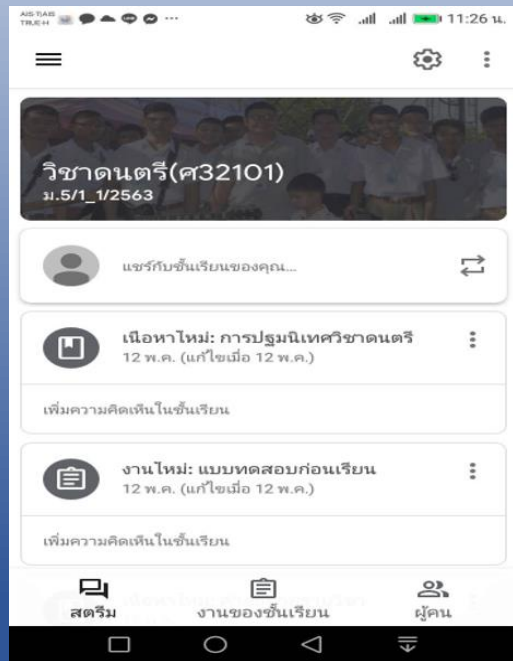 AIS-T|AIS
TRUE-H
11:26 น.
วิชาดนตรี(ศ32101)
ม.5/1_1/2563
แชร์กับชั้นเรียนของคุณ...
เนื้อหาใหม่: การปฐมนิเทศวิชาดนตรี
12 พ.ค. (แก้ไขเมื่อ 12 พ.ค.)
เพิ่มความคิดเห็นในชั้นเรียน
งานใหม่: แบบทดสอบก่อนเรียน
12 พ.ค. (แก้ไขเมื่อ 12 พ.ค.)
เพิ่มความคิดเห็นในชั้นเรียน
สตรีม
งานของชั้นเรียน
ผู้คน